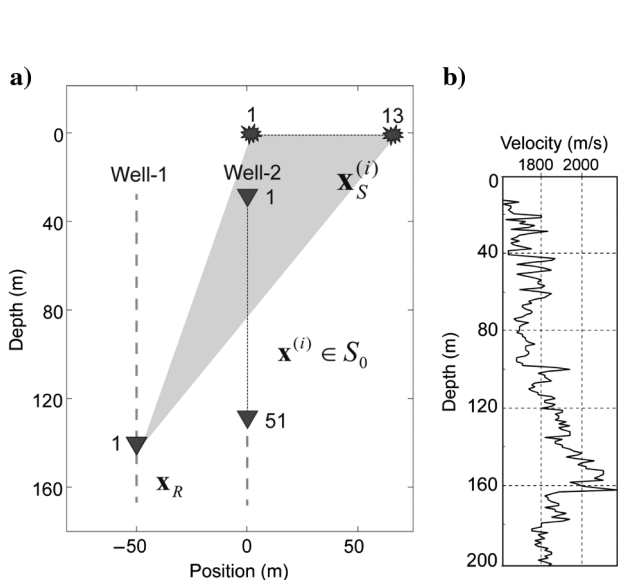 a)
b)
1
13
0
Well-1
Well-2
x_S^(i)
1
40
80
x^(i) ∈ S_0
120
51
1
x_R
160
−50
0
50
Depth (m)
Position (m)
Velocity (m/s)
1800 2000
0
40
80
120
160
200
Depth (m)